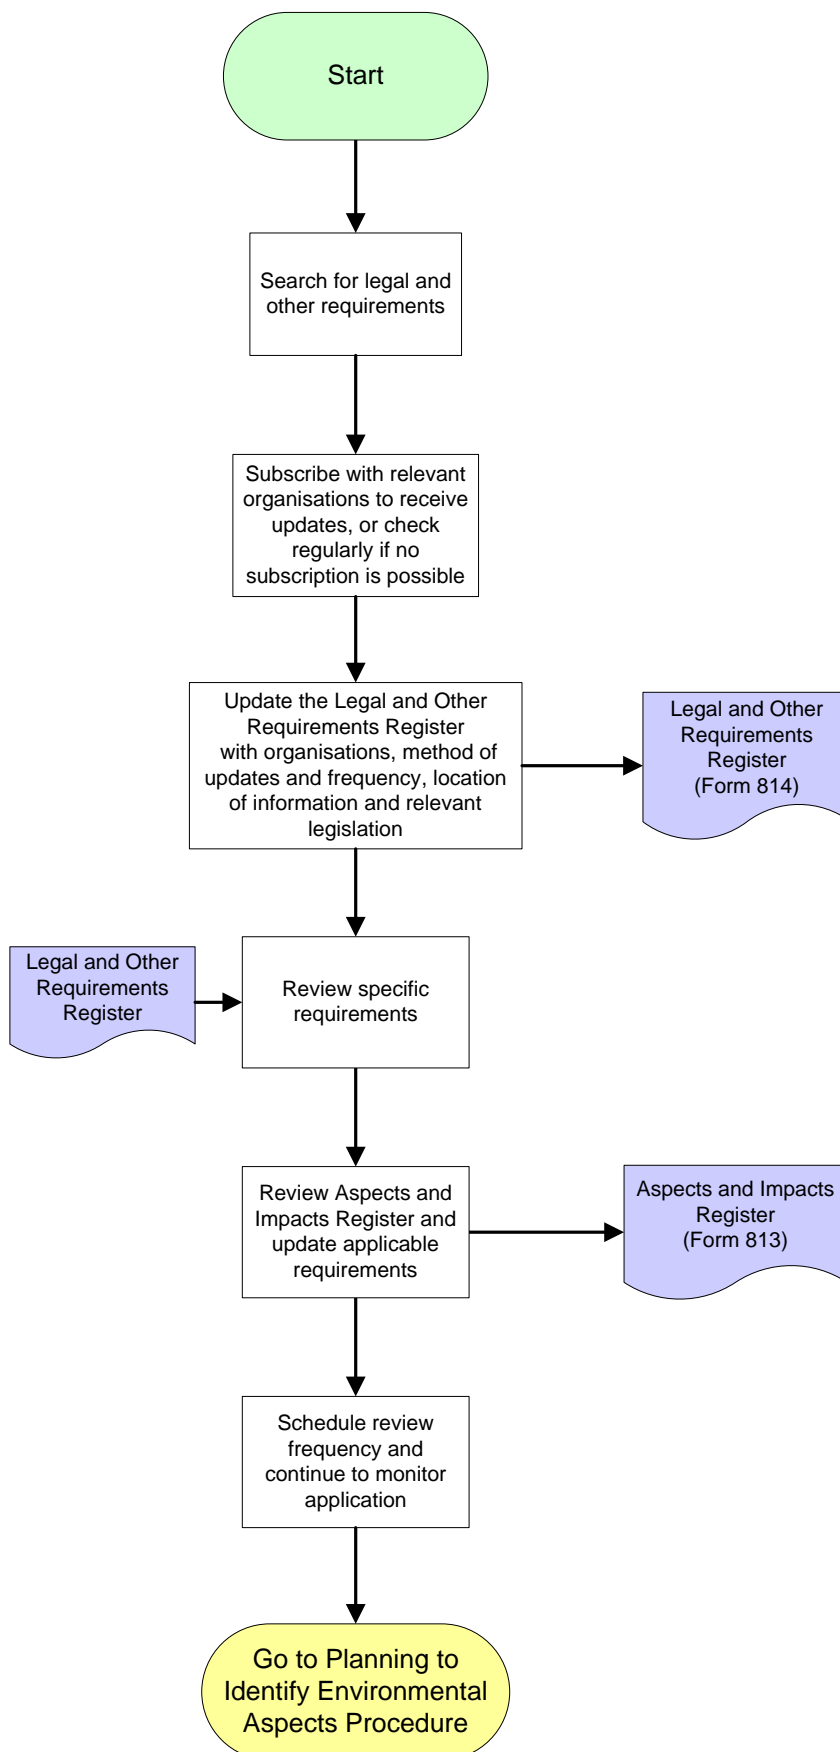 Start
Search for legal and
other requirements
Subscribe with relevant
organisations to receive
updates, or check
regularly if no
subscription is possible
Update the Legal and Other
Requirements Register
with organisations, method of
updates and frequency, location
of information and relevant
legislation
Legal and Other
Requirements
Register
(Form 814)
Legal and Other
Requirements
Register
Review specific
requirements
Review Aspects and
Impacts Register and
update applicable
requirements
Aspects and Impacts
Register
(Form 813)
Schedule review
frequency and
continue to monitor
application
Go to Planning to
Identify Environmental
Aspects Procedure